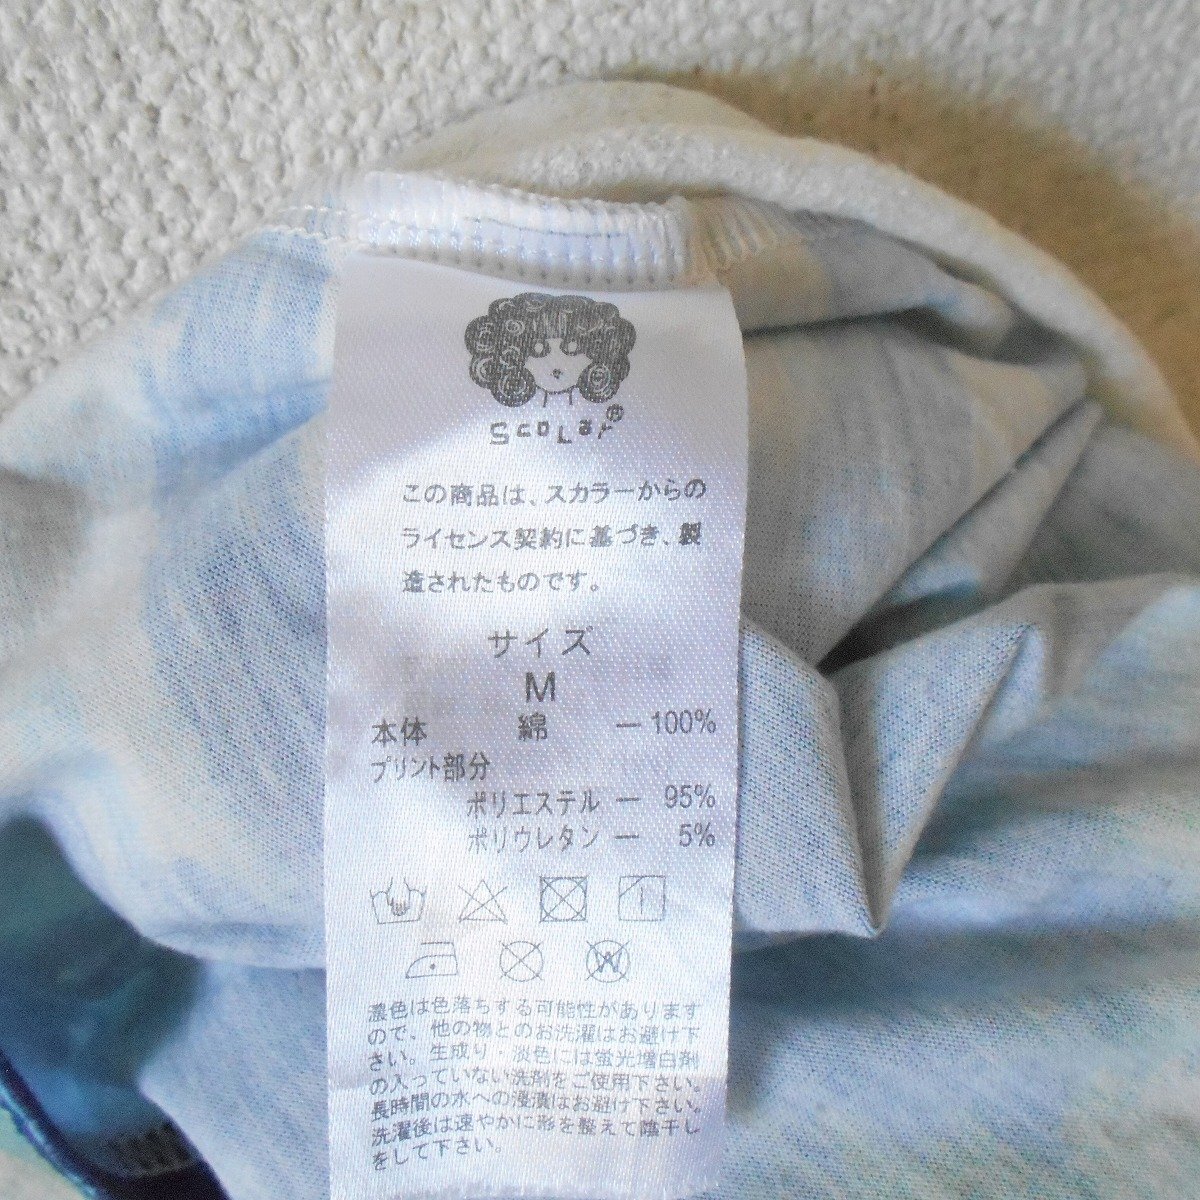 ScoLar®
この商品は、スカラーからの
ライセンス契約に基づき、製
造されたものです。
サイズ
M
本体 綿 ー 100%
プリント部分
ポリエステル ー 95%
ポリウレタン ー 5%
W
濃色は色落ちする可能性があります
ので、他の物とのお洗濯はお避け下
さい。生成り・淡色には蛍光増白剤
の入っていない洗剤をご使用下さい。
長時間の水への浸漬はお避け下さい。
洗濯後は速やかに形を整えて陰干し
をして下さい。